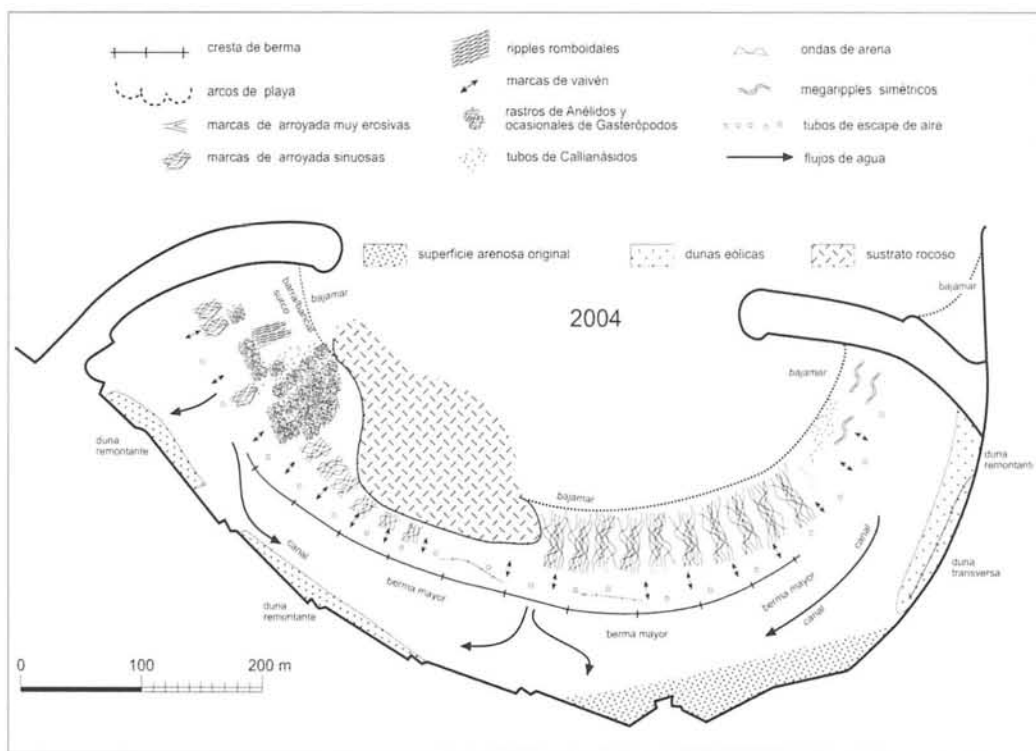 cresta de berma
arcos de playa
marcas de arroyada muy erosivas
marcas de arroyada sinuosas
ripples romboidales
marcas de vaivén
rastros de Anélidos y
ocasionales de Gasterópodos
tubos de Callianásidos
ondas de arena
megaripples simétricos
tubos de escape de aire
flujos de agua
superficie arenosa original
dunas eólicas
sustrato rocoso
2004
bajamar
surco
bajamar
bajamar
bajamar
duna
remontante
duna
remontant
canal
canal
canal
duna
transversa
duna
remontante
berma mayor
berma mayor
berma mayor
0 100 200 m